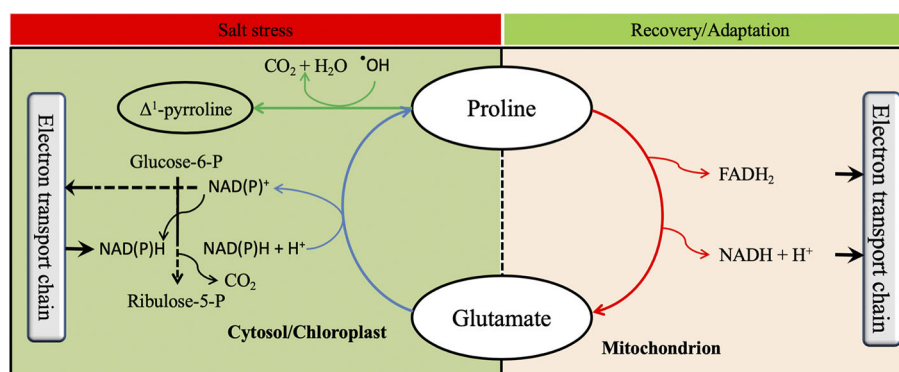 Salt stress
Recovery/Adaptation
CO₂ + H₂O •OH
Δ¹-pyrroline
Proline
Electron transport chain
Glucose-6-P
NAD(P)⁺
NAD(P)H
NAD(P)H + H⁺
CO₂
Ribulose-5-P
Cytosol/Chloroplast
Glutamate
FADH₂
NADH + H⁺
Mitochondrion
Electron transport chain